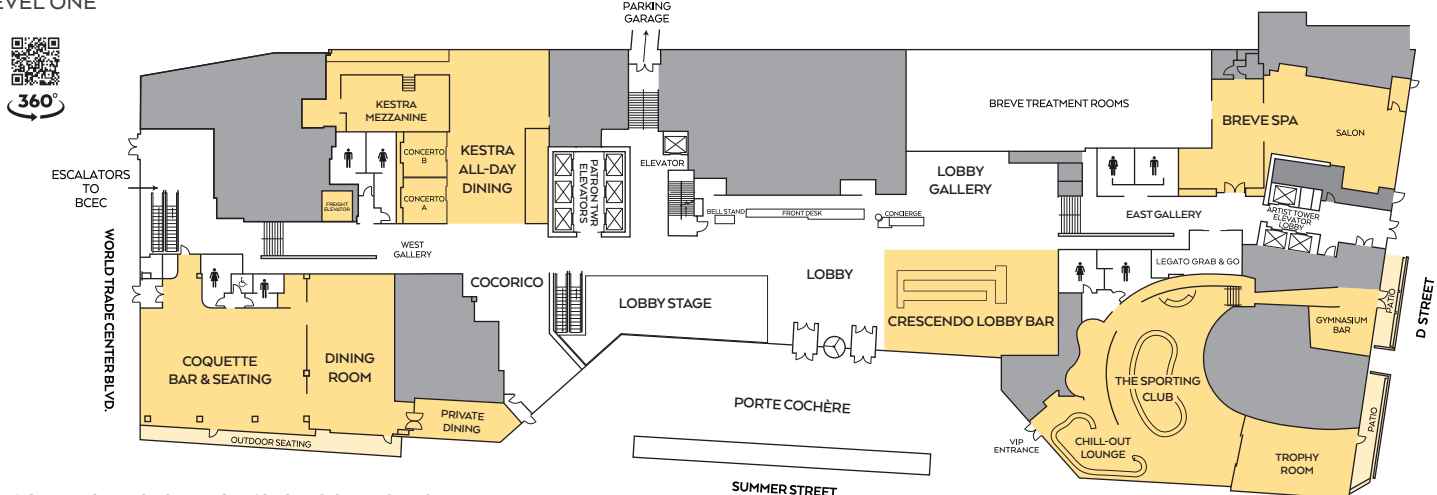 LEVEL ONE
360°
PARKING
GARAGE
KESTRA
MEZZANINE
CONCERTO
B
CONCERTO
A
KESTRA
ALL-DAY
DINING
FREIGHT
ELEVATOR
PATRON TWR
ELEVATORS
ELEVATOR
BREVE TREATMENT ROOMS
BREVE SPA
SALON
ESCALATORS
TO
BCEC
LOBBY
GALLERY
BELL STAND
FRONT DESK
CONCIERGE
EAST GALLERY
ARTIST TOWER
ELEVATOR
LOBBY
WEST
GALLERY
WORLD TRADE CENTER BLVD.
COCORICO
LOBBY STAGE
LOBBY
CRESCENDO LOBBY BAR
LEGATO GRAB & GO
PATIO
GYMNASIUM
BAR
D STREET
COQUETTE
BAR & SEATING
DINING
ROOM
PRIVATE
DINING
OUTDOOR SEATING
PORTE COCHÈRE
THE SPORTING
CLUB
VIP
ENTRANCE
CHILL-OUT
LOUNGE
TROPHY
ROOM
PATIO
SUMMER STREET